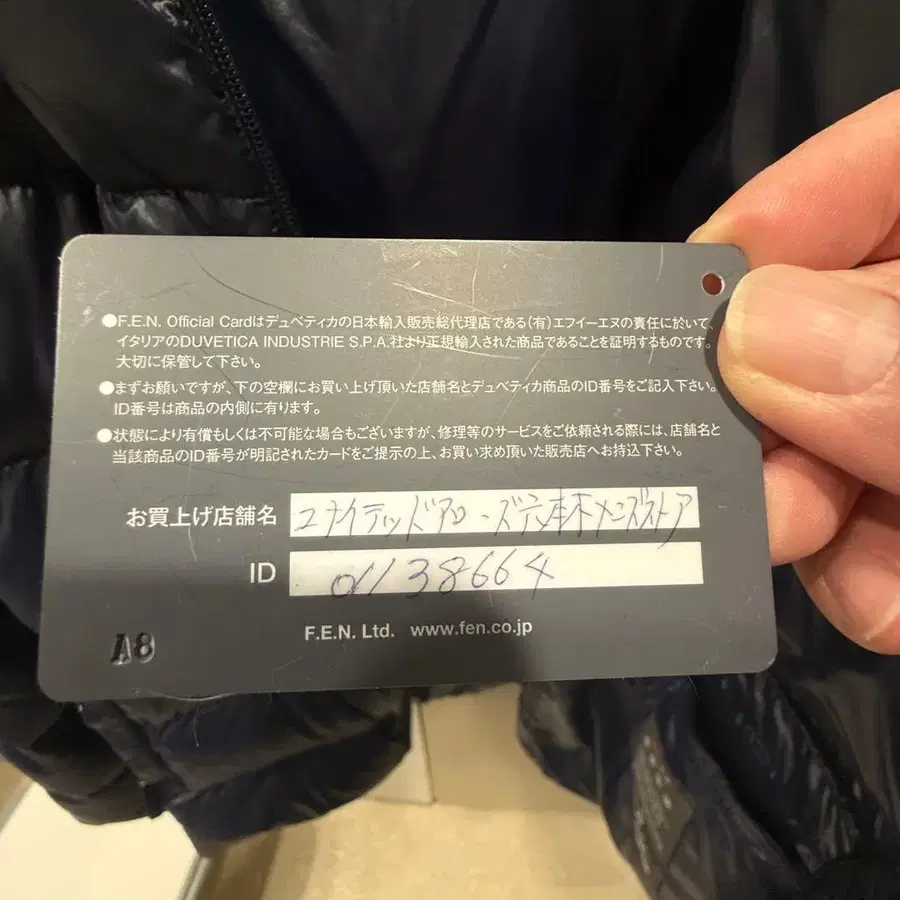 ●F.E.N. Official Cardはデュベティカの日本輸入販売総代理店である(有)エフイーエヌの責任に於いて、
イタリアのDUVETICA INDUSTRIE S.P.A.社より正規輸入された商品であることを証明するものです。
大切に保管して下さい。
●まずお願いですが、下の空欄にお買い上げ頂いた店舗名とデュベティカ商品のID番号をご記入下さい。
ID番号は商品の内側に有ります。
●状態により有償もしくは不可能な場合もございますが、修理等のサービスをご依頼される際には、店舗名と
当該商品のID番号が明記されたカードをご提示の上、お買い求め頂いた販売店へお持込下さい。
お買上げ店舗名 ユナイテッドアローズ六本木メンズストア
ID 01138664
F.E.N. Ltd. www.fen.co.jp
A8